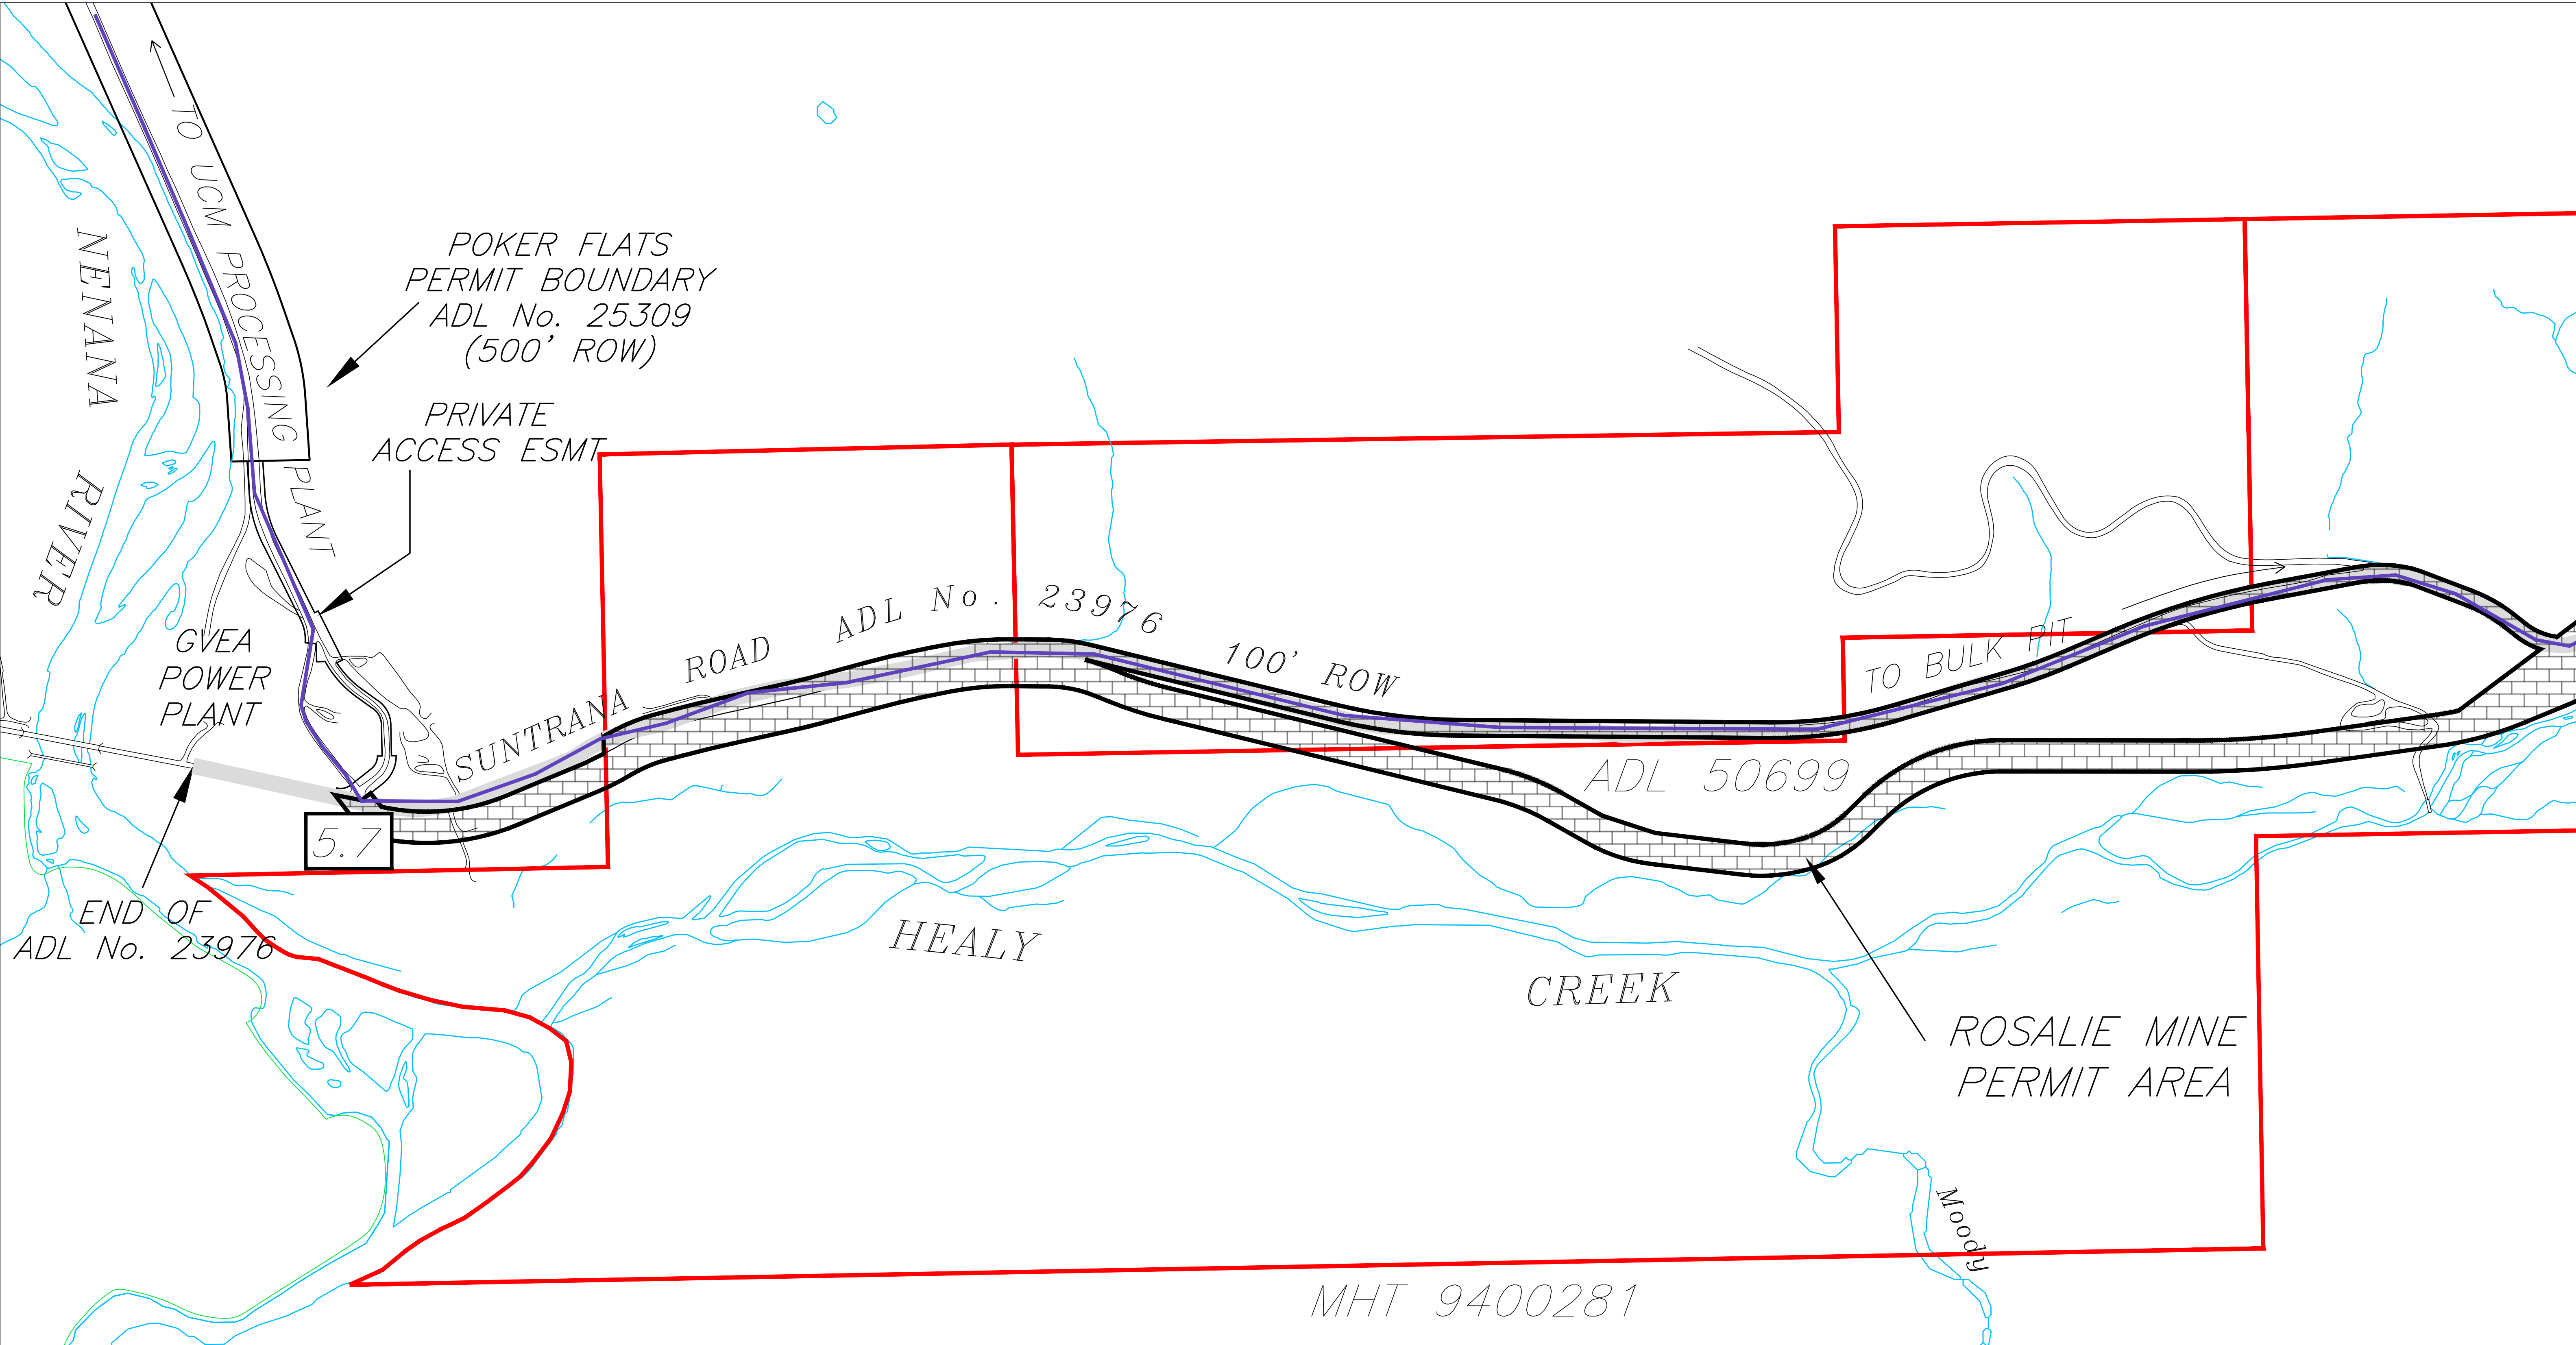 TO UCM PROCESSING PLANT
NENANA
RIVER
POKER FLATS
PERMIT BOUNDARY
ADL No. 25309
(500' ROW)
PRIVATE
ACCESS ESMT
GVEA
POWER
PLANT
SUNTRANA ROAD ADL No. 23976 100' ROW
TO BULK PIT
ADL 50699
5.7
END OF
ADL No. 23976
HEALY
CREEK
ROSALIE MINE
PERMIT AREA
Moody
MHT 9400281